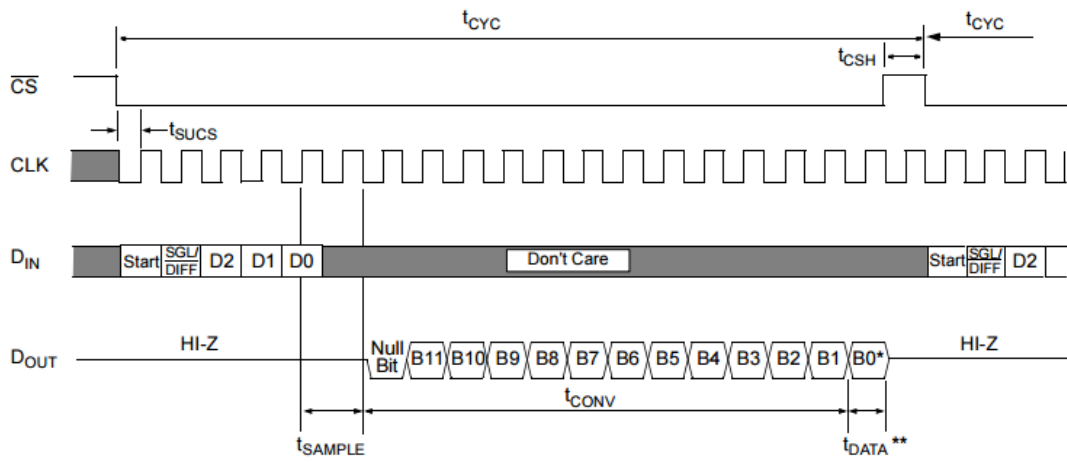 tCYC tCYC
tCSH
CS
tSUCS
CLK
DIN Start SGL/DIFF D2 D1 D0 Don't Care Start SGL/DIFF D2
DOUT HI-Z Null Bit B11 B10 B9 B8 B7 B6 B5 B4 B3 B2 B1 B0* HI-Z
tCONV
tSAMPLE tDATA **